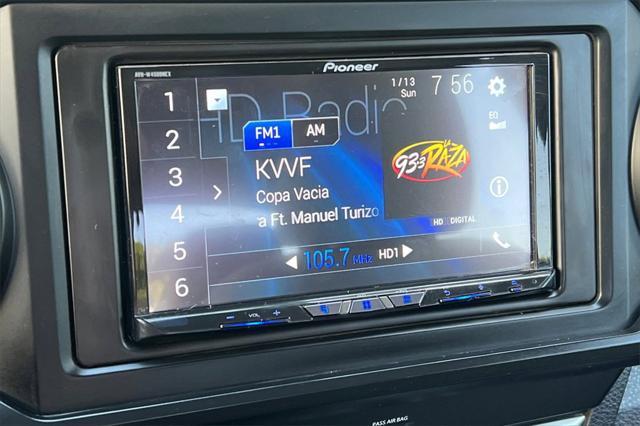 Pioneer
AVH-W4500NEX
1/13
Sun
7 56
HD Radio
1
2
3
4
5
6
FM1
AM
EQ
KVVF
Copa Vacia
a Ft. Manuel Turizo
93.3 RAZA
HD DIGITAL
105.7 MHz
HD1
VOL
PASS AIR BAG